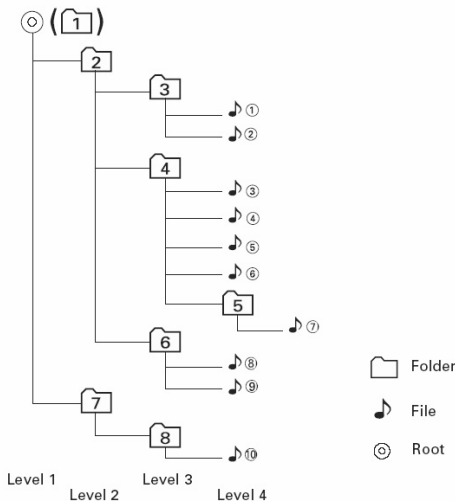 (1)
2
3
①
②
4
③
④
⑤
⑥
5
⑦
6
⑧
⑨
7
8
⑩
Folder
File
Root
Level 1
Level 2
Level 3
Level 4